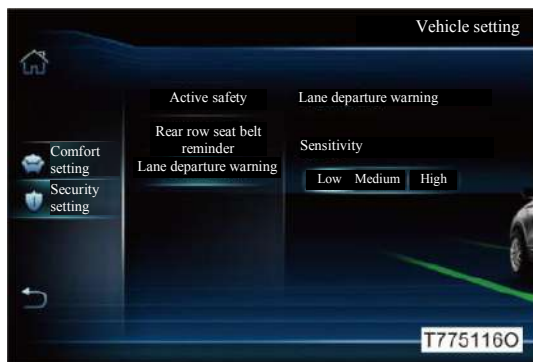 Vehicle setting
Active safety
Lane departure warning
Rear row seat belt
reminder
Lane departure warning
Sensitivity
Low Medium High
Comfort
setting
Security
setting
T775116O